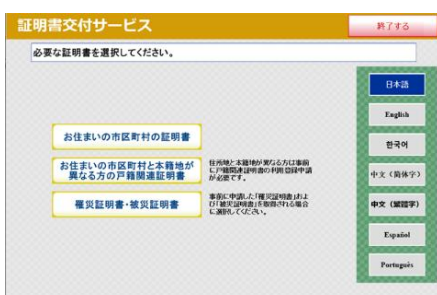 証明書交付サービス
終了する
必要な証明書を選択してください。
日本語
English
한국어
中文（简体字）
中文（繁體字）
Español
Português
お住まいの市区町村の証明書
お住まいの市区町村と本籍地が
異なる方の戸籍関連証明書
住所地と本籍地が異なる方は事前
に戸籍関連証明書の利用登録申請
が必要です。
罹災証明書・被災証明書
事前に申請した「罹災証明書」およ
び「被災証明書」を取得される場合
に選択してください。